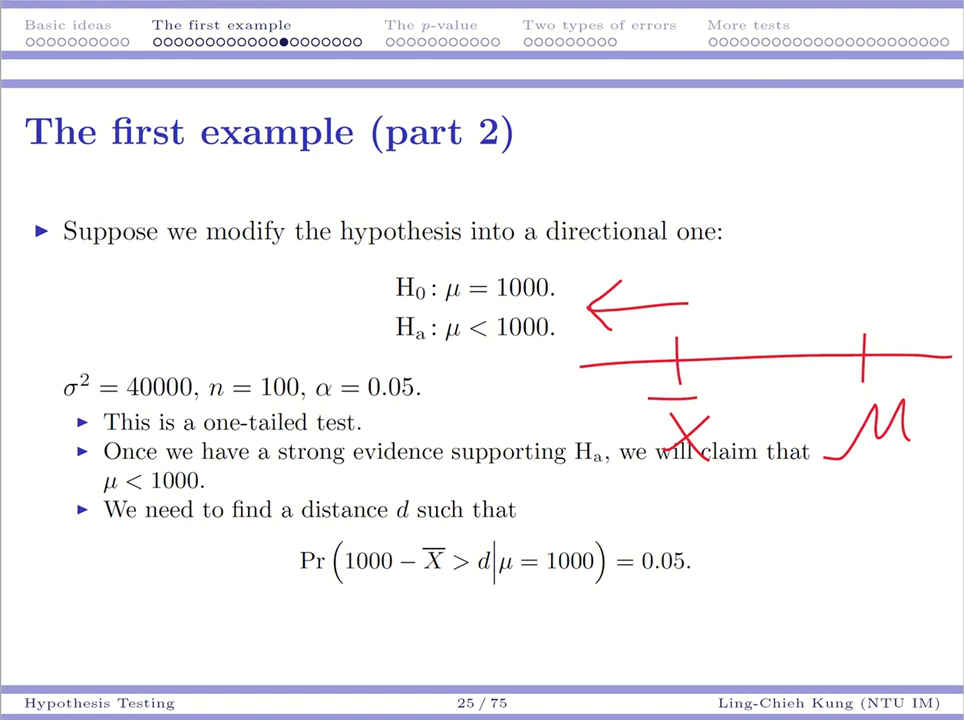 Basic ideas The first example The p-value Two types of errors More tests
The first example (part 2)
Suppose we modify the hypothesis into a directional one:
H₀ : μ = 1000.
Hₐ : μ < 1000.
σ² = 40000, n = 100, α = 0.05.
This is a one-tailed test.
Once we have a strong evidence supporting Hₐ, we will claim that
μ < 1000.
We need to find a distance d such that
Pr (1000 − X̅ > d|μ = 1000) = 0.05.
X̅ μ
Hypothesis Testing 25 / 75 Ling-Chieh Kung (NTU IM)